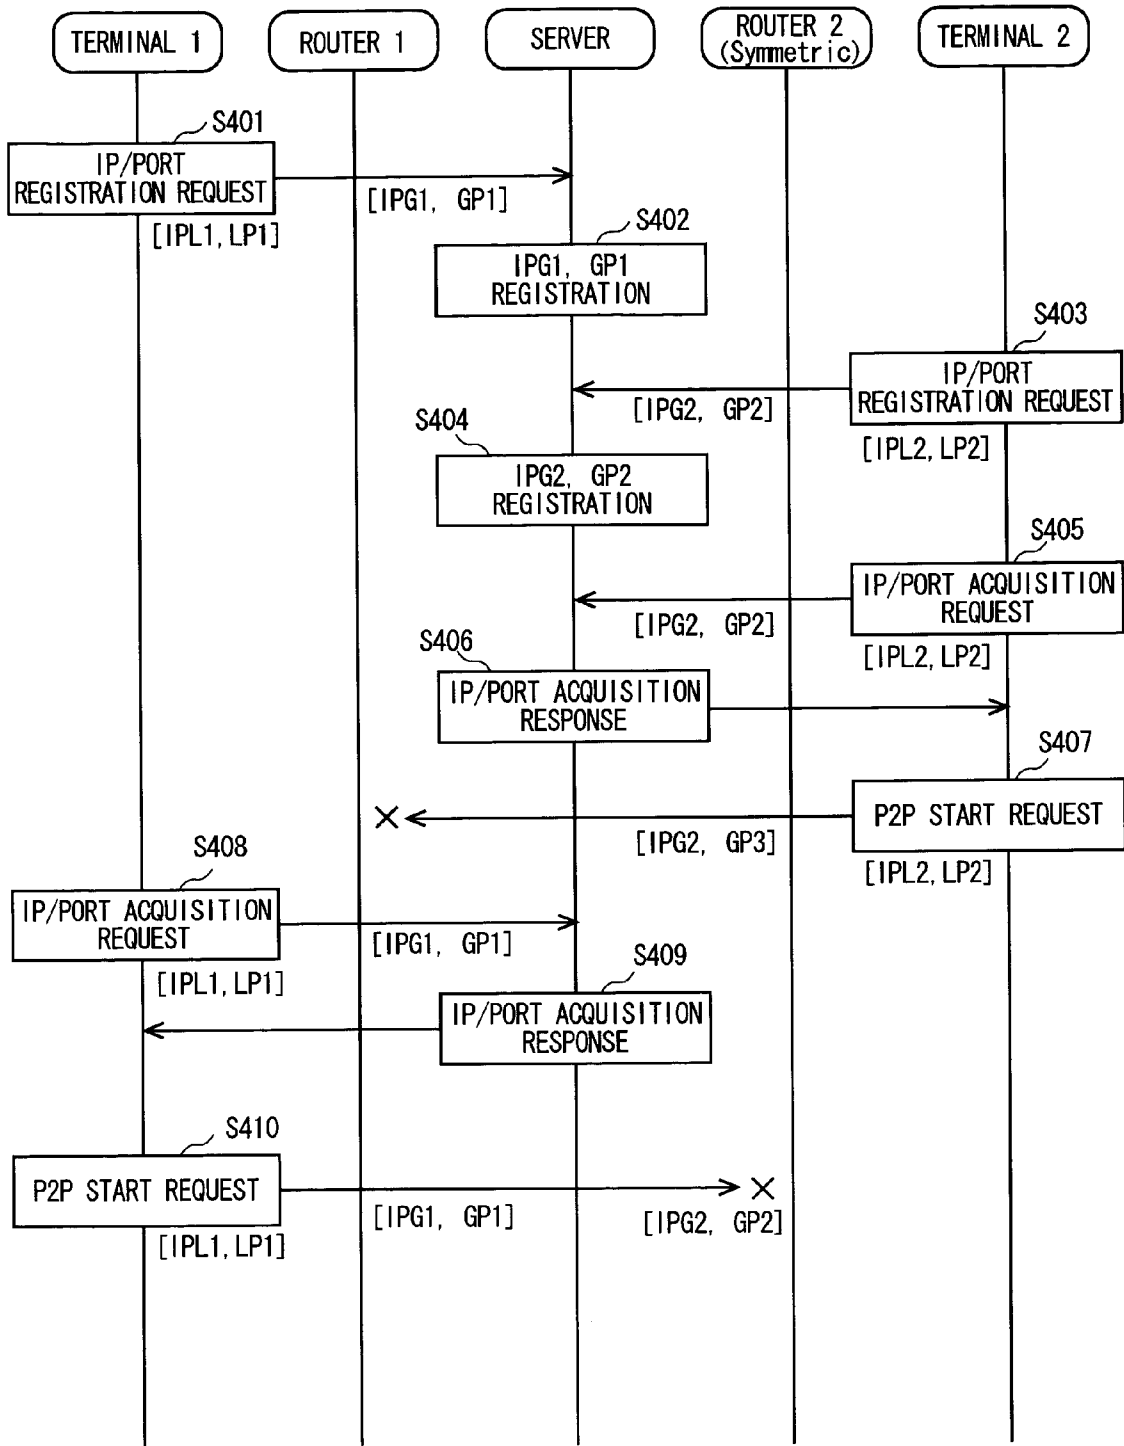 TERMINAL 1
ROUTER 1
SERVER
ROUTER 2
(Symmetric)
TERMINAL 2
S401
IP/PORT
REGISTRATION REQUEST
[IPG1, GP1]
[IPL1, LP1]
S402
IPG1, GP1
REGISTRATION
S403
IP/PORT
REGISTRATION REQUEST
[IPG2, GP2]
[IPL2, LP2]
S404
IPG2, GP2
REGISTRATION
S405
IP/PORT ACQUISITION
REQUEST
[IPG2, GP2]
[IPL2, LP2]
S406
IP/PORT ACQUISITION
RESPONSE
S407
P2P START REQUEST
[IPG2, GP3]
[IPL2, LP2]
S408
IP/PORT ACQUISITION
REQUEST
[IPG1, GP1]
[IPL1, LP1]
S409
IP/PORT ACQUISITION
RESPONSE
S410
P2P START REQUEST
[IPG1, GP1]
[IPG2, GP2]
[IPL1, LP1]